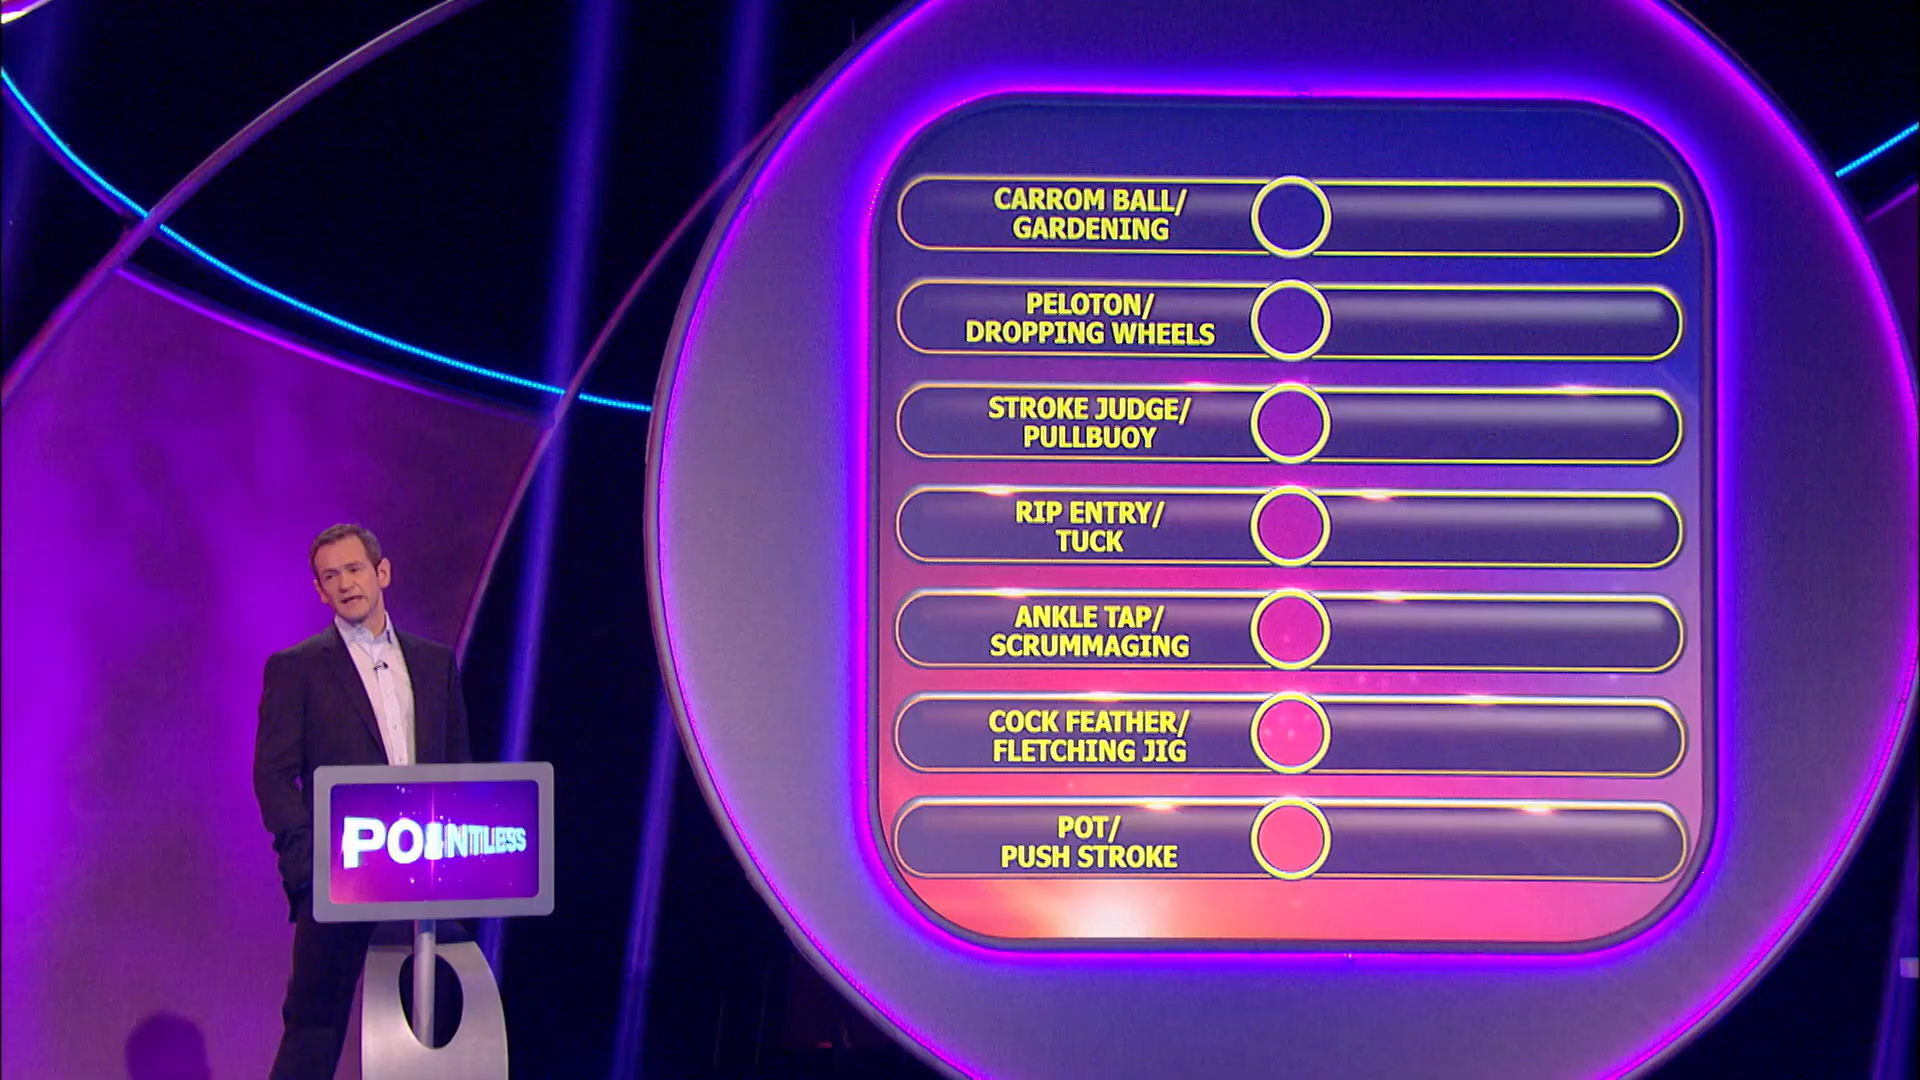 CARROM BALL/
GARDENING
PELOTON/
DROPPING WHEELS
STROKE JUDGE/
PULLBUOY
RIP ENTRY/
TUCK
ANKLE TAP/
SCRUMMAGING
COCK FEATHER/
FLETCHING JIG
POT/
PUSH STROKE
POINTLESS